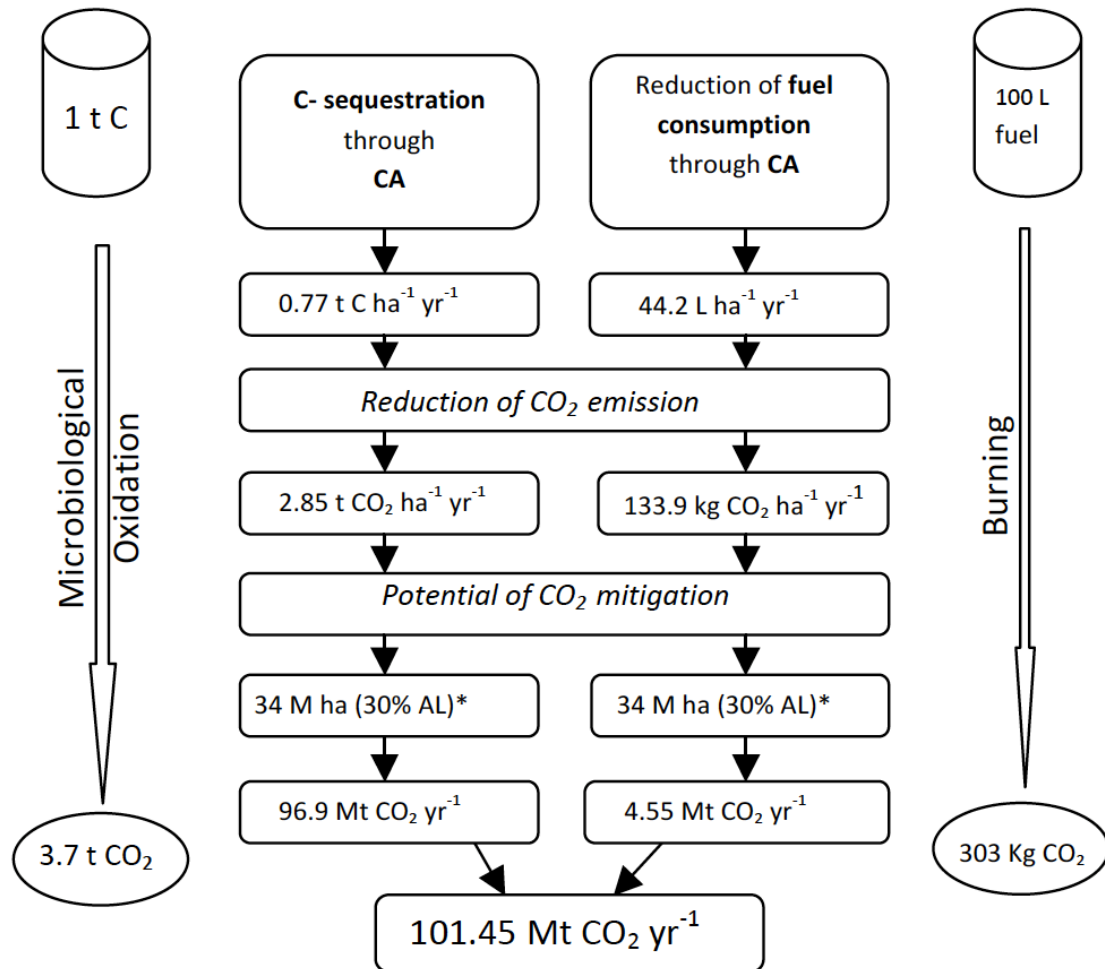 1 t C
C- sequestration
through
CA
Reduction of fuel
consumption
through CA
100 L
fuel
0.77 t C ha⁻¹ yr⁻¹
44.2 L ha⁻¹ yr⁻¹
Reduction of CO₂ emission
Microbiological
Oxidation
Burning
2.85 t CO₂ ha⁻¹ yr⁻¹
133.9 kg CO₂ ha⁻¹ yr⁻¹
Potential of CO₂ mitigation
34 M ha (30% AL)*
34 M ha (30% AL)*
96.9 Mt CO₂ yr⁻¹
4.55 Mt CO₂ yr⁻¹
3.7 t CO₂
303 Kg CO₂
101.45 Mt CO₂ yr⁻¹